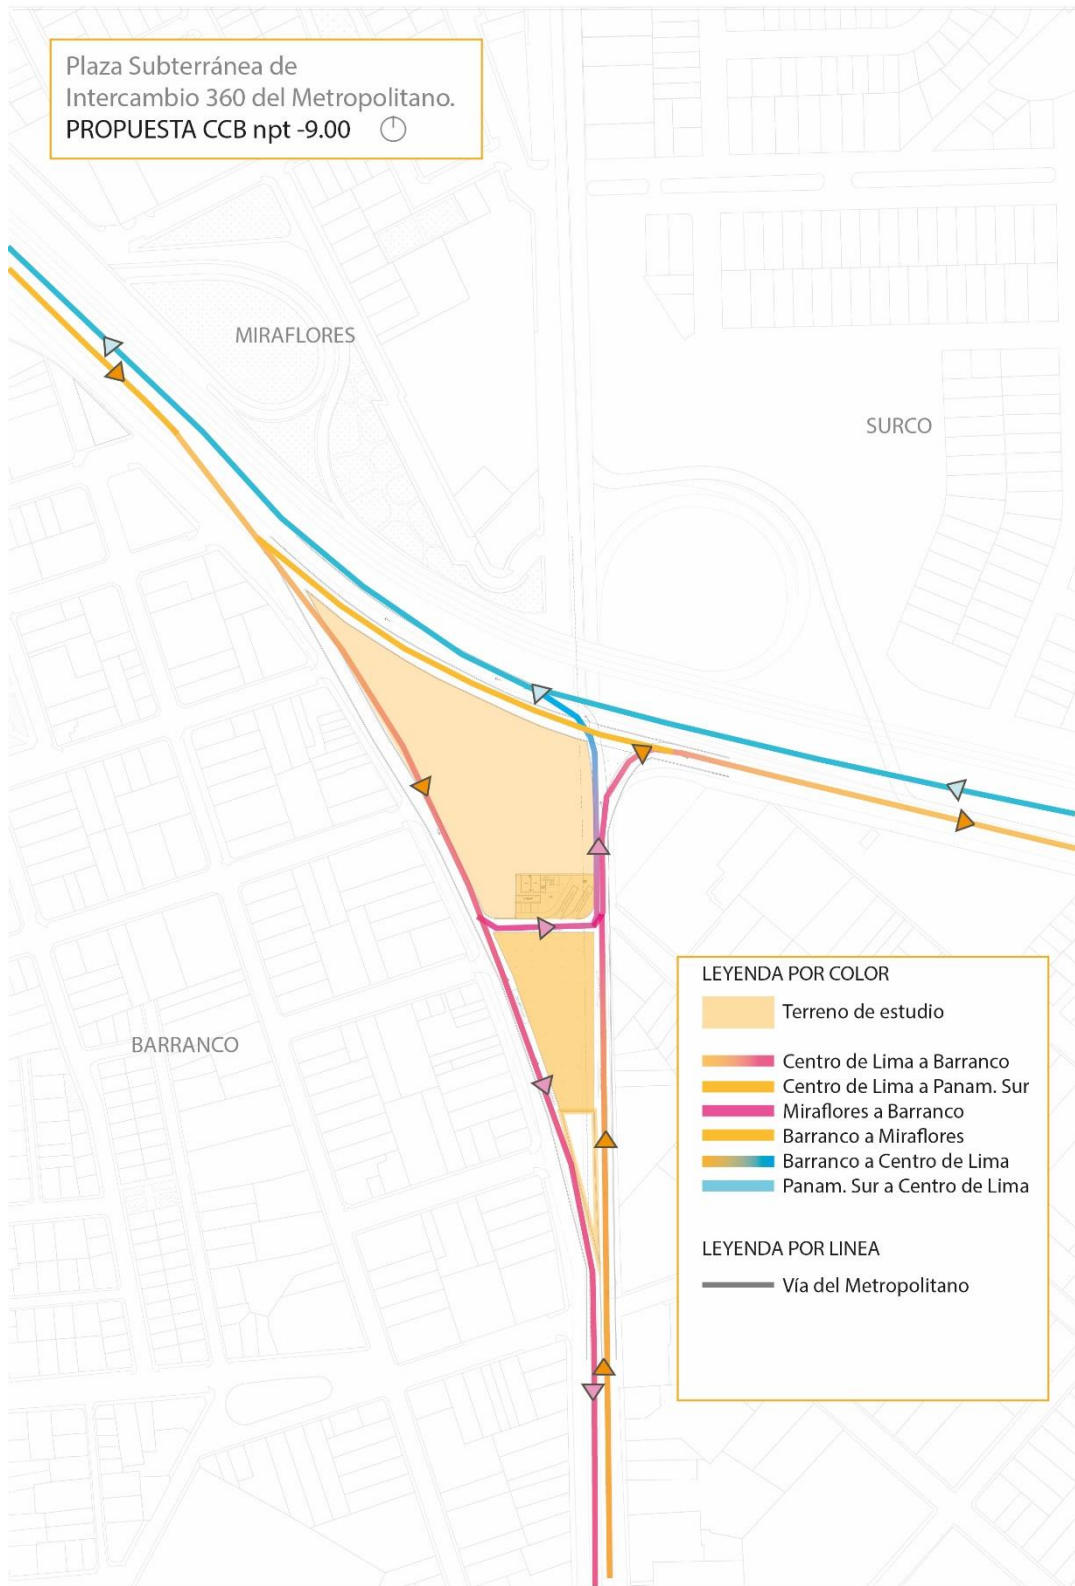 Plaza Subterránea de
Intercambio 360 del Metropolitano.
PROPUESTA CCB npt -9.00
MIRAFLORES
SURCO
BARRANCO
LEYENDA POR COLOR
Terreno de estudio
Centro de Lima a Barranco
Centro de Lima a Panam. Sur
Miraflores a Barranco
Barranco a Miraflores
Barranco a Centro de Lima
Panam. Sur a Centro de Lima
LEYENDA POR LINEA
Vía del Metropolitano